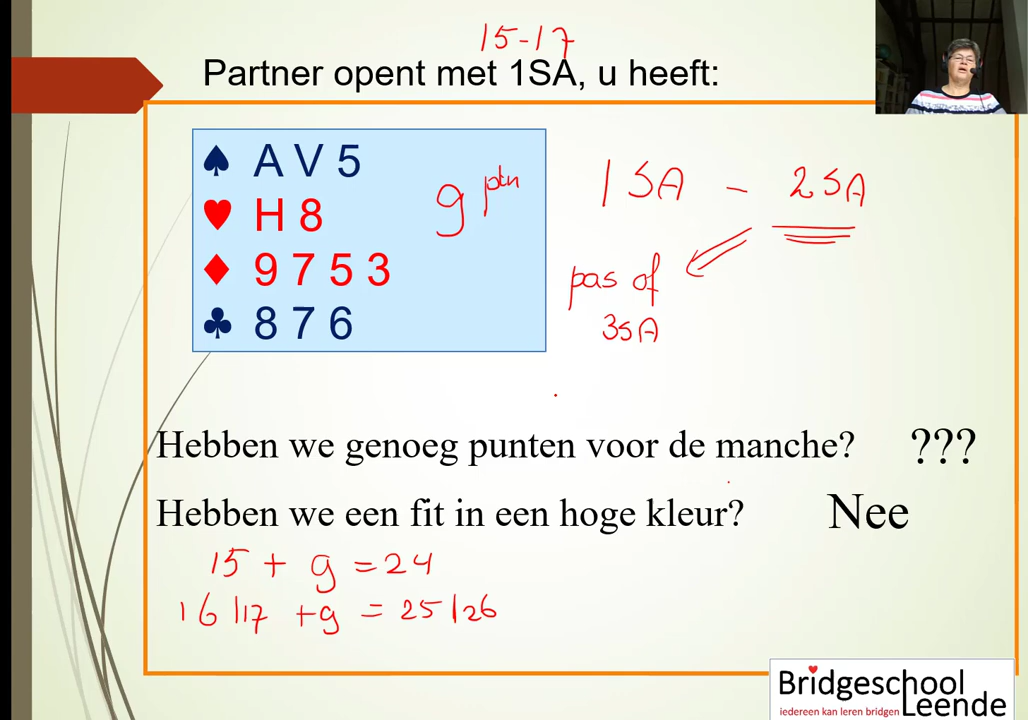 15-17
Partner opent met 1SA, u heeft:
♠ A V 5
♥ H 8
♦ 9 7 5 3
♣ 8 7 6
9 ptn
1SA - 2SA
pas of
3SA
Hebben we genoeg punten voor de manche? ???
Hebben we een fit in een hoge kleur? Nee
15 + 9 = 24
16/17 + 9 = 25/26
Bridgeschool
Leende
iedereen kan leren bridgen